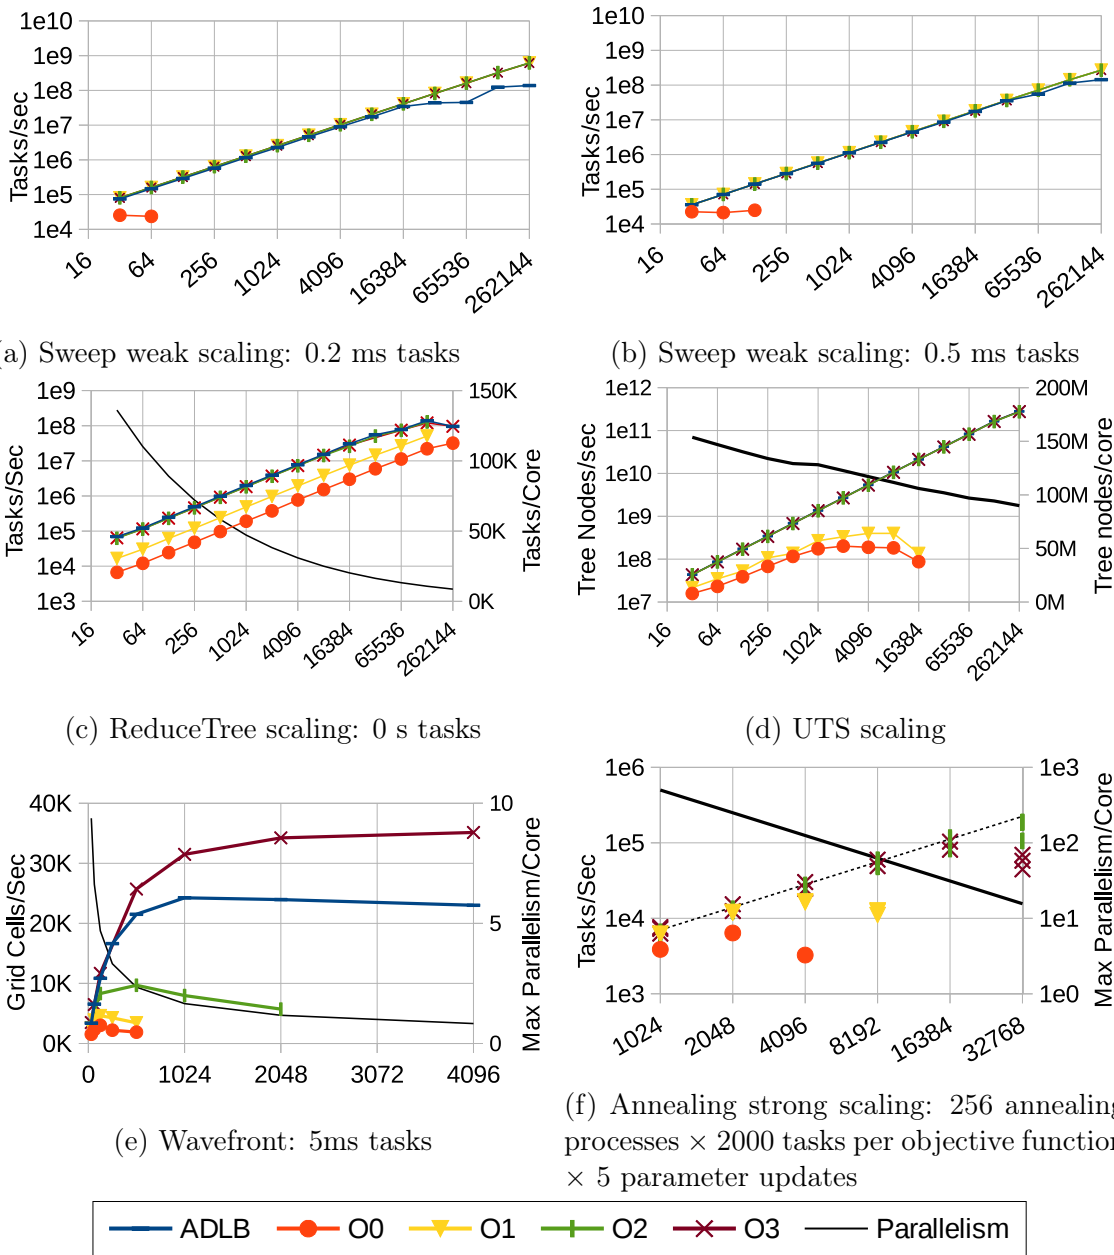 1e10
1e9
1e8
1e7
1e6
1e5
1e4
Tasks/sec
16
64
256
1024
4096
16384
65536
262144
a) Sweep weak scaling: 0.2 ms tasks
1e10
1e9
1e8
1e7
1e6
1e5
1e4
Tasks/sec
16
64
256
1024
4096
16384
65536
262144
(b) Sweep weak scaling: 0.5 ms tasks
1e9
1e8
1e7
1e6
1e5
1e4
1e3
Tasks/Sec
150K
100K
50K
0K
Tasks/Core
16
64
256
1024
4096
16384
65536
262144
(c) ReduceTree scaling: 0 s tasks
1e12
1e11
1e10
1e9
1e8
1e7
Tree Nodes/sec
200M
150M
100M
50M
0M
Tree nodes/core
16
64
256
1024
4096
16384
65536
262144
(d) UTS scaling
40K
30K
20K
10K
0K
Grid Cells/Sec
10
5
0
Max Parallelism/Core
0
1024
2048
3072
4096
(e) Wavefront: 5ms tasks
1e6
1e5
1e4
1e3
Tasks/Sec
1e3
1e2
1e1
1e0
Max Parallelism/Core
1024
2048
4096
8192
16384
32768
(f) Annealing strong scaling: 256 annealing
processes × 2000 tasks per objective function
× 5 parameter updates
ADLB O0 O1 O2 O3 Parallelism